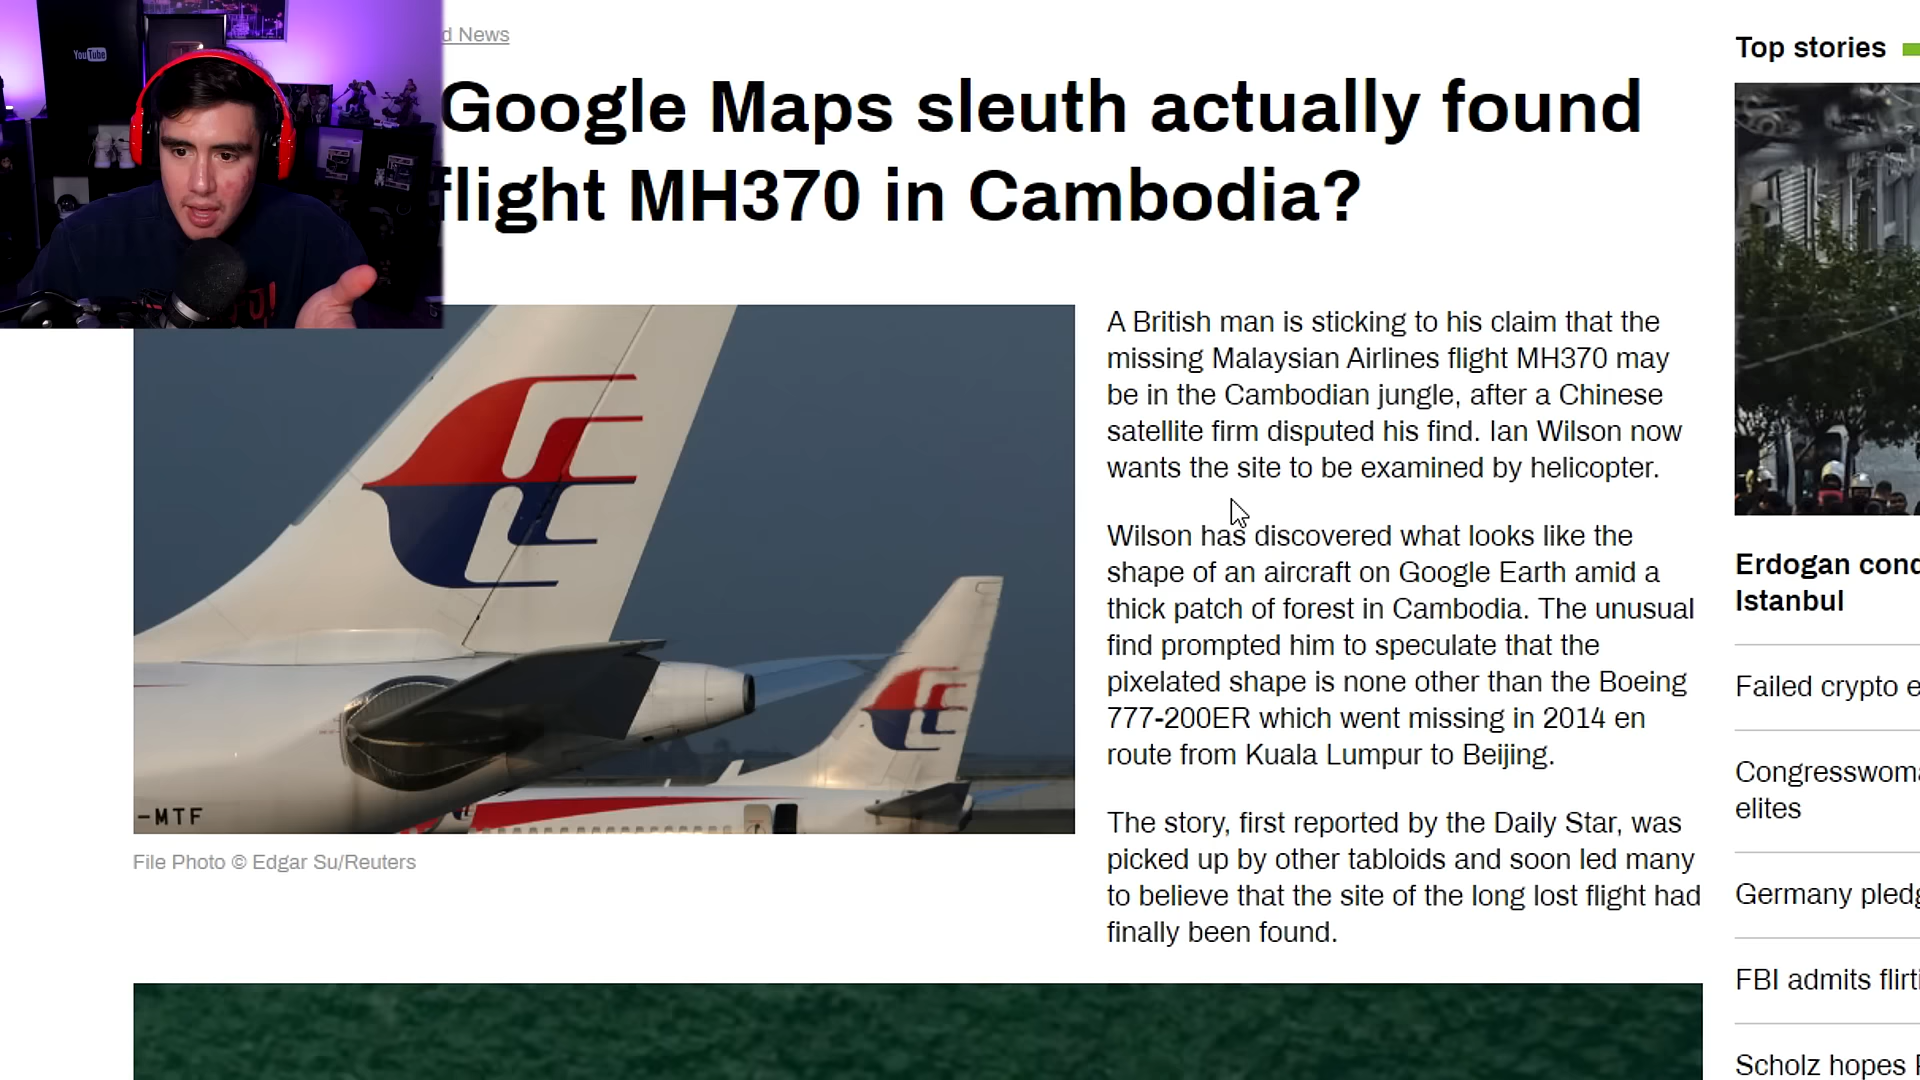 YouTube
d News
Google Maps sleuth actually found
flight MH370 in Cambodia?
A British man is sticking to his claim that the
missing Malaysian Airlines flight MH370 may
be in the Cambodian jungle, after a Chinese
satellite firm disputed his find. Ian Wilson now
wants the site to be examined by helicopter.
Wilson has discovered what looks like the
shape of an aircraft on Google Earth amid a
thick patch of forest in Cambodia. The unusual
find prompted him to speculate that the
pixelated shape is none other than the Boeing
777-200ER which went missing in 2014 en
route from Kuala Lumpur to Beijing.
The story, first reported by the Daily Star, was
picked up by other tabloids and soon led many
to believe that the site of the long lost flight had
finally been found.
-MTF
File Photo © Edgar Su/Reuters
Top stories
Erdogan cond
Istanbul
Failed crypto e
Congresswoma
elites
Germany pledg
FBI admits flirti
Scholz hopes